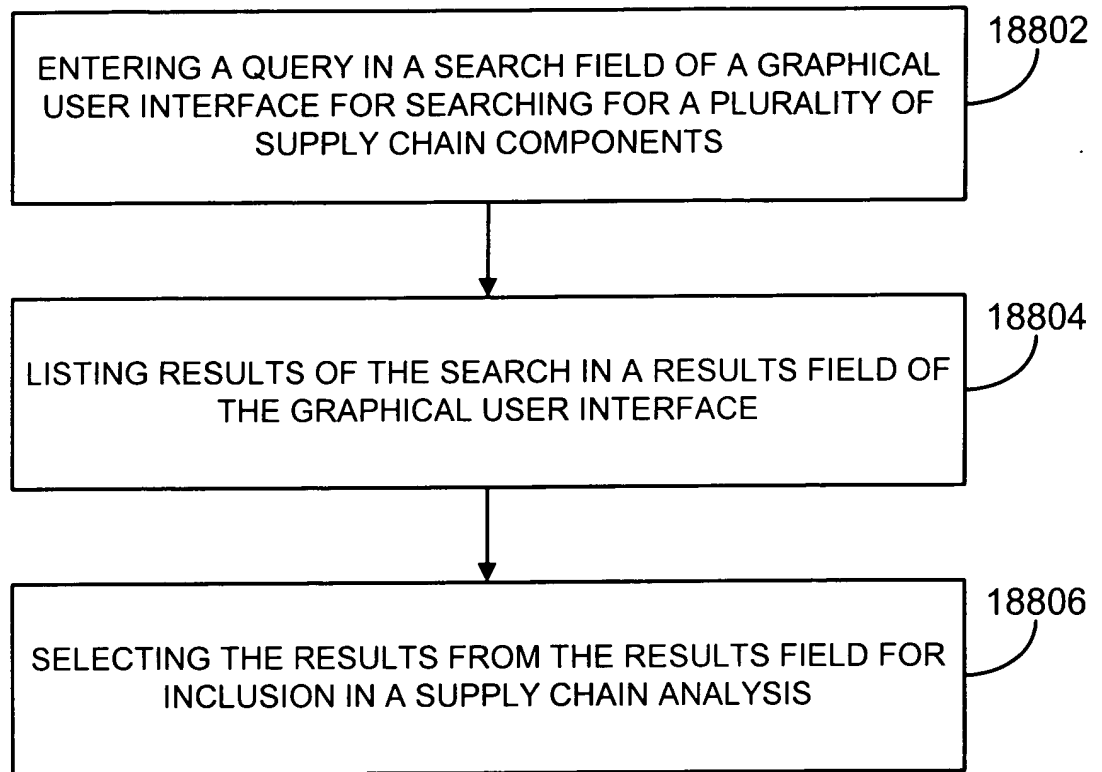 18802
ENTERING A QUERY IN A SEARCH FIELD OF A GRAPHICAL
USER INTERFACE FOR SEARCHING FOR A PLURALITY OF
SUPPLY CHAIN COMPONENTS
18804
LISTING RESULTS OF THE SEARCH IN A RESULTS FIELD OF
THE GRAPHICAL USER INTERFACE
18806
SELECTING THE RESULTS FROM THE RESULTS FIELD FOR
INCLUSION IN A SUPPLY CHAIN ANALYSIS